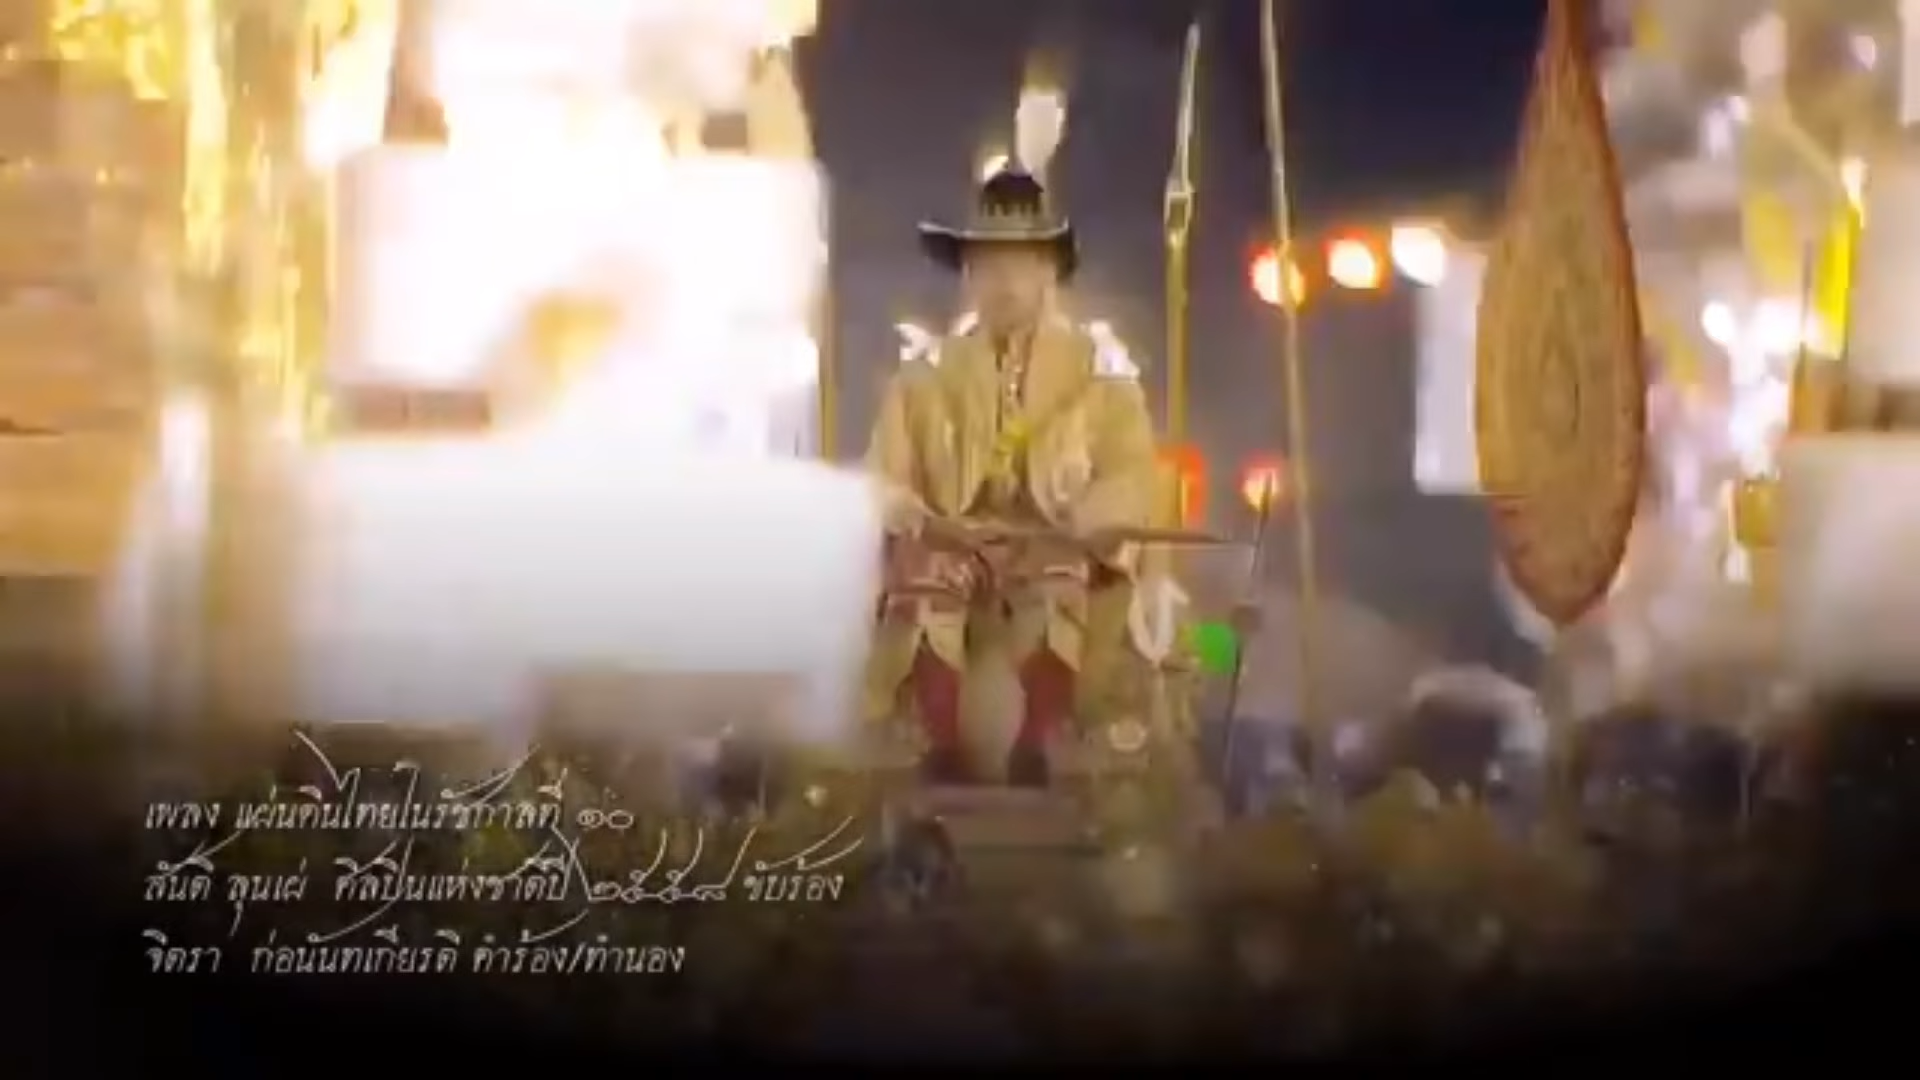 เพลง แผ่นดินไทยในรัชกาลที่ ๑๐
สันติ ลุนเผ่ ศิลปินแห่งชาติปี ๒๕๕๘ ขับร้อง
จิตรา ก่อนันทเกียรติ คำร้อง/ทำนอง